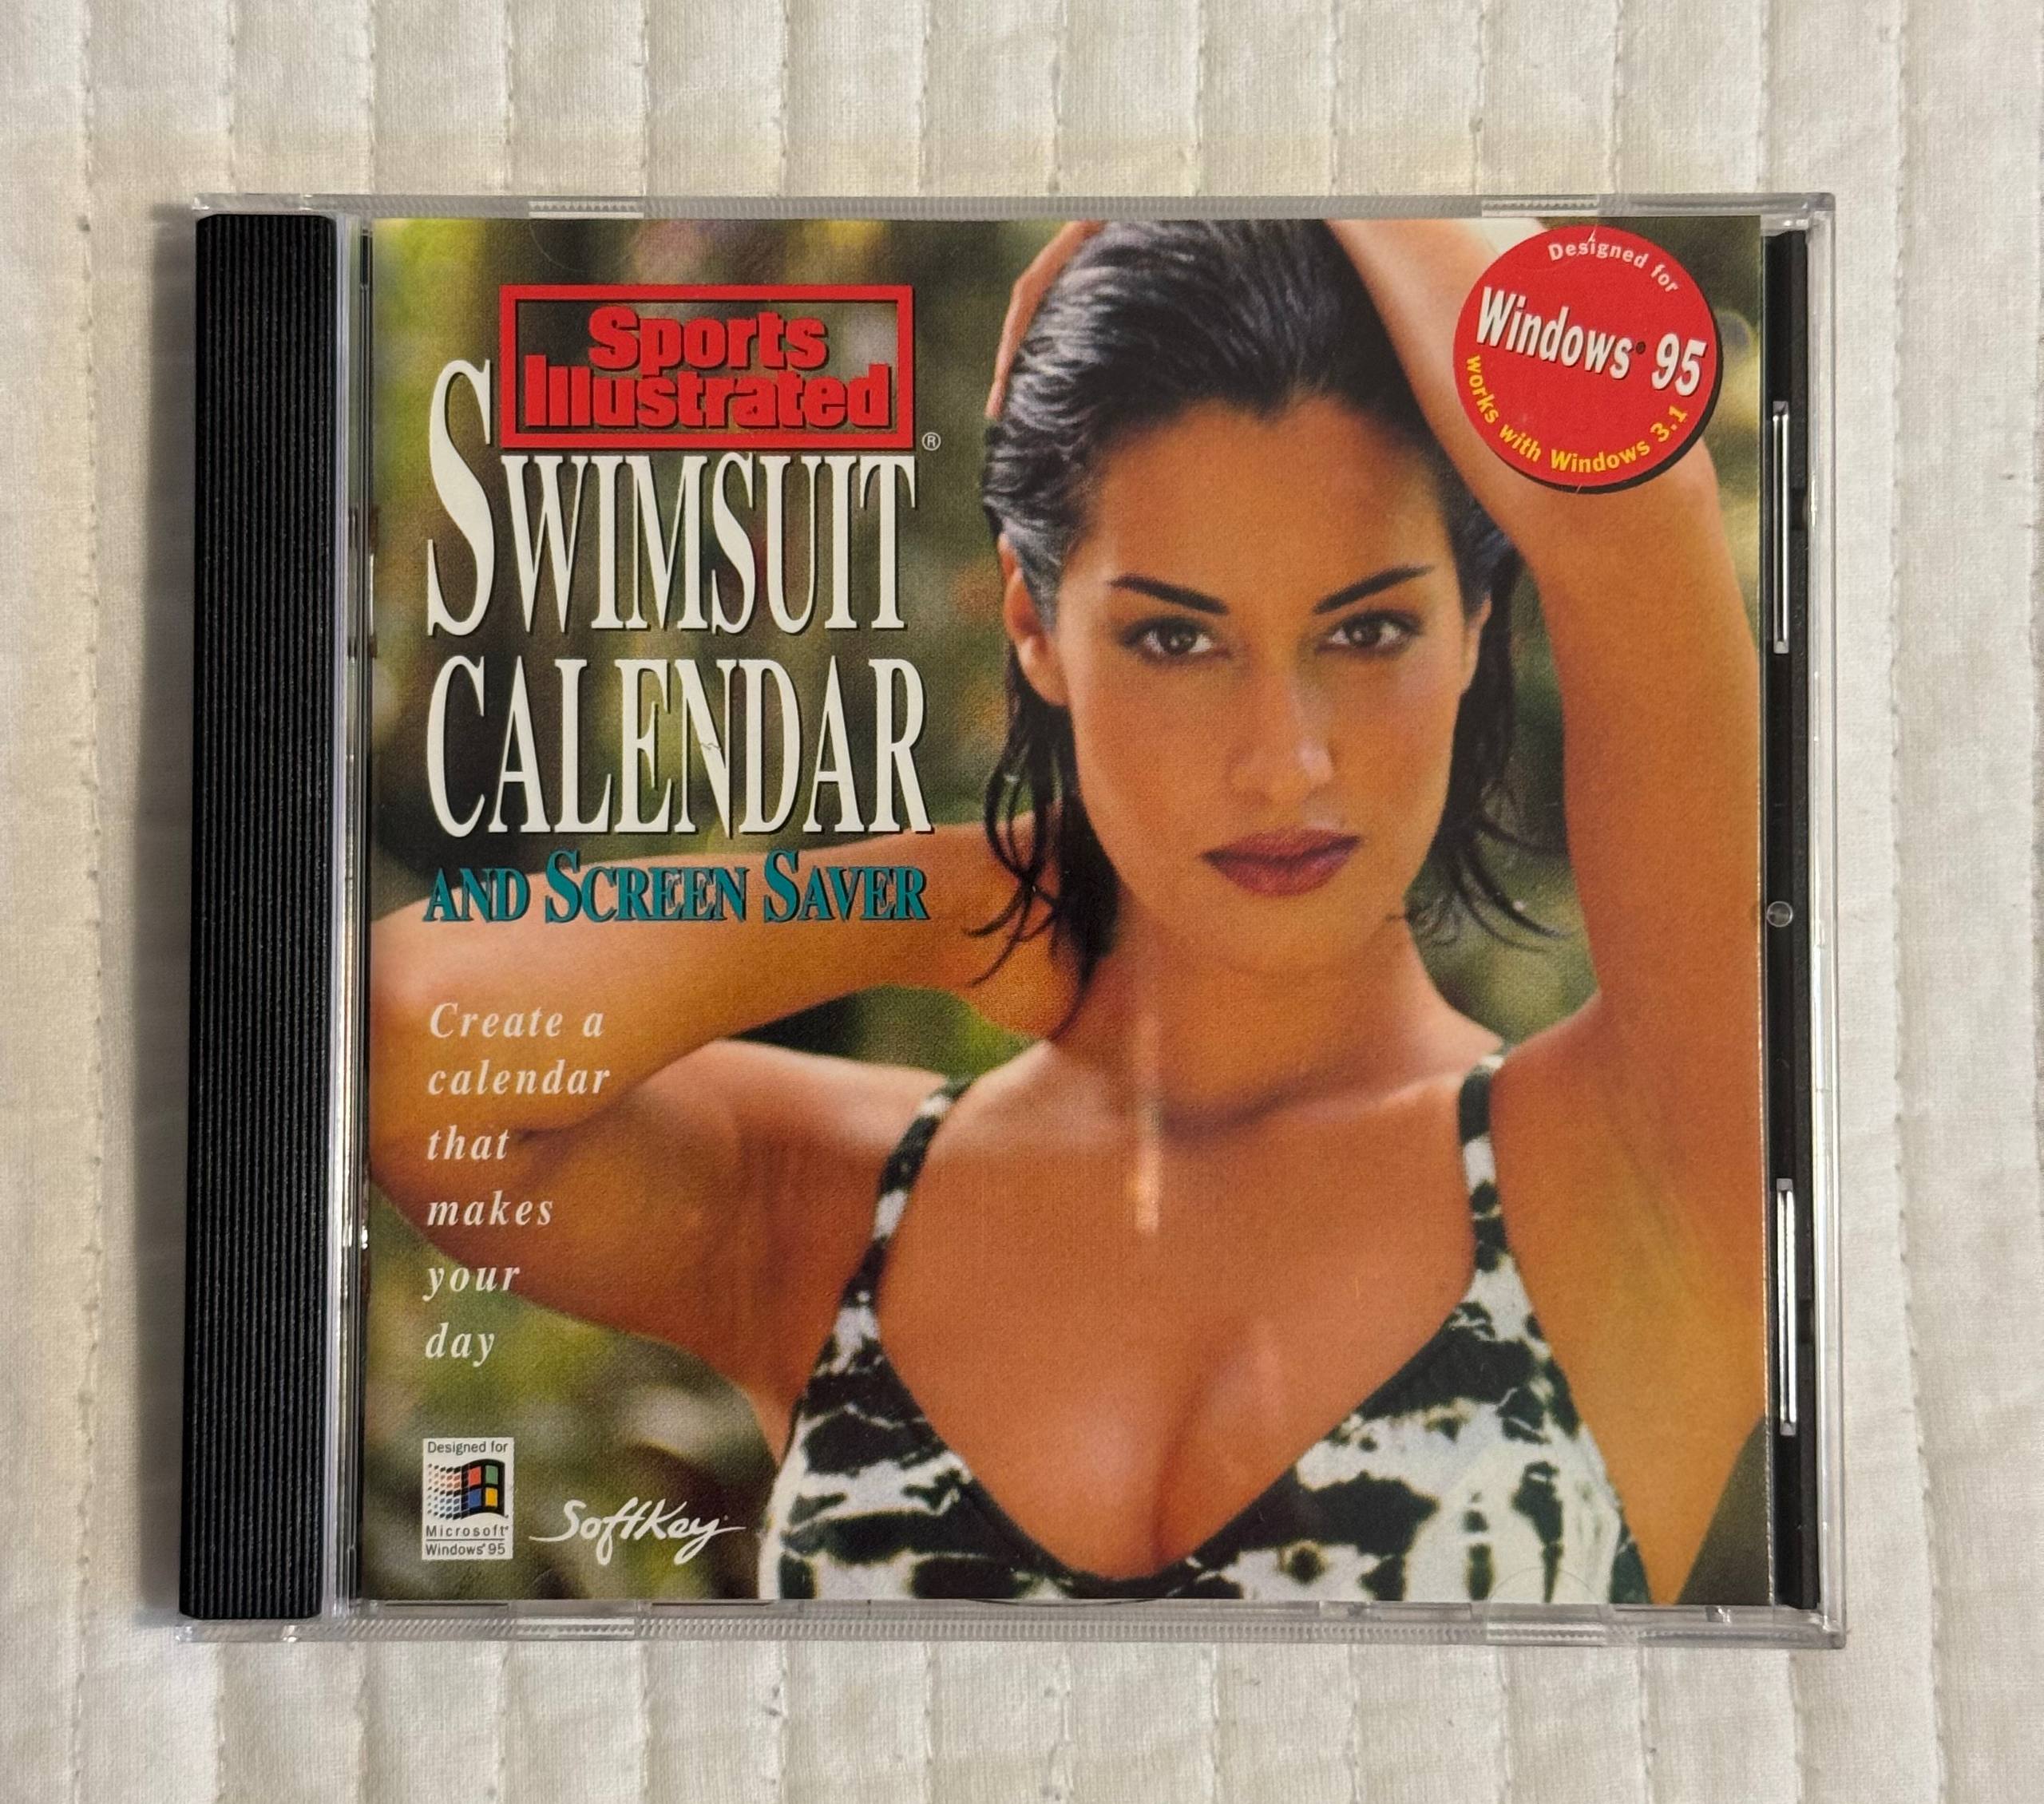 Sports
Illustrated®
SWIMSUIT
CALENDAR
AND SCREEN SAVER
Create a
calendar
that
makes
your
day
Designed for
Windows® 95
works with Windows 3.1
Designed for
Microsoft®
Windows®95
SoftKey